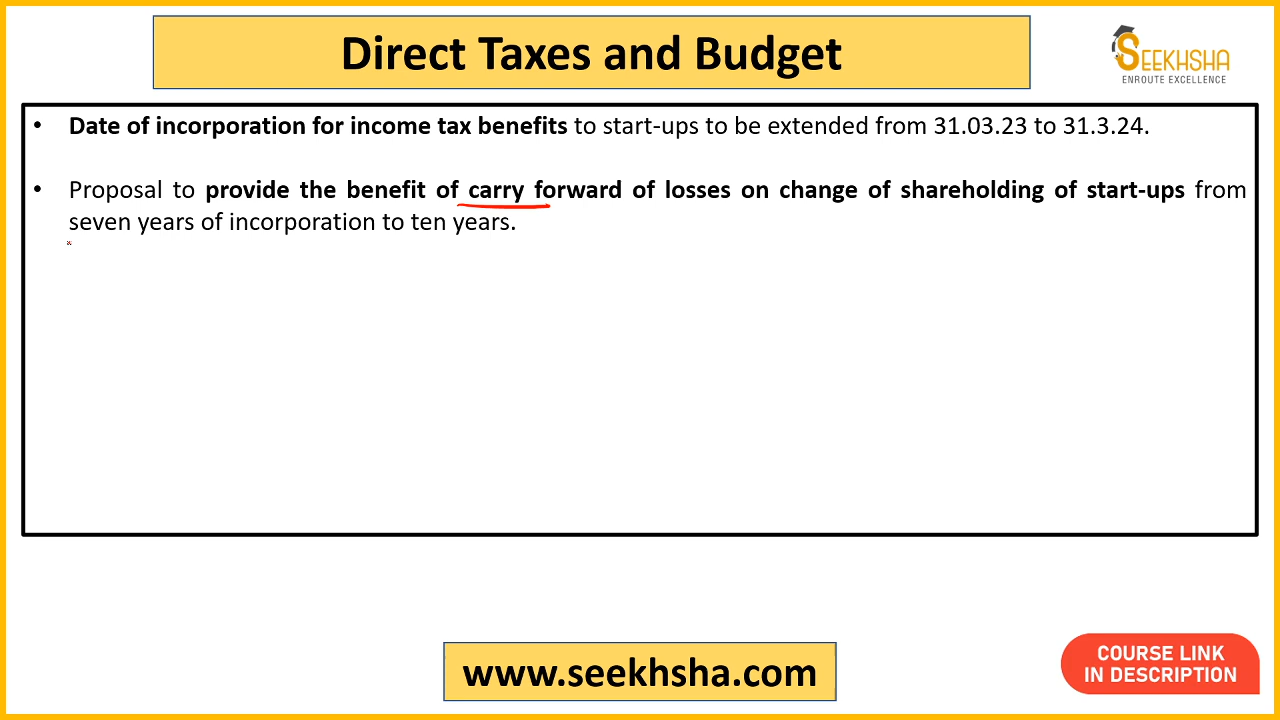 Direct Taxes and Budget
SEEKHSHA
ENROUTE EXCELLENCE
• Date of incorporation for income tax benefits to start-ups to be extended from 31.03.23 to 31.3.24.
• Proposal to provide the benefit of carry forward of losses on change of shareholding of start-ups from
seven years of incorporation to ten years.
www.seekhsha.com
COURSE LINK
IN DESCRIPTION